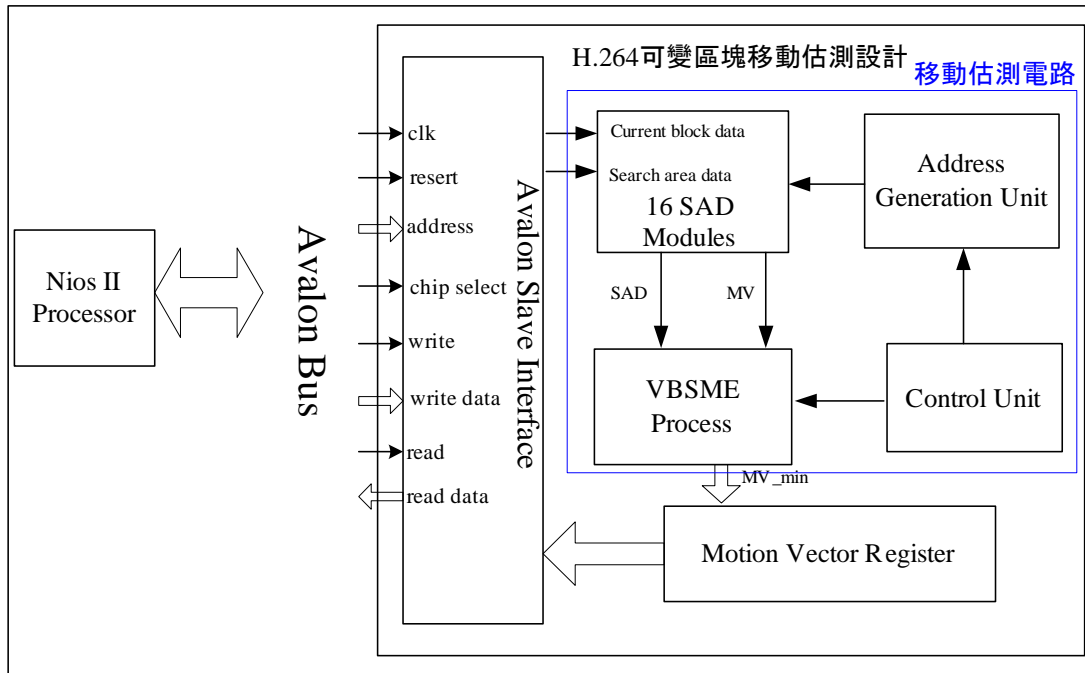 H.264可變區塊移動估測設計
移動估測電路
Nios II
Processor
Avalon Bus
clk
resert
address
chip select
write
write data
read
read data
Avalon Slave Interface
Current block data
Search area data
16 SAD
Modules
Address
Generation Unit
SAD
MV
VBSME
Process
Control Unit
MV_min
Motion Vector Register